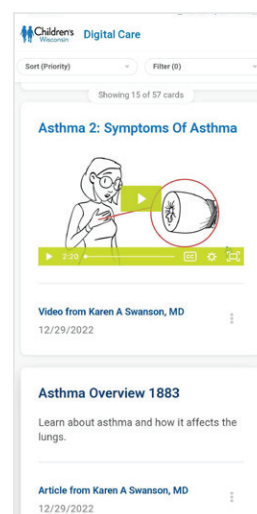 Children's
Wisconsin
Digital Care
Sort (Priority)
Filter (0)
Showing 15 of 57 cards
Asthma 2: Symptoms Of Asthma
2:20
CC
Video from Karen A Swanson, MD
12/29/2022
Asthma Overview 1883
Learn about asthma and how it affects the
lungs.
Article from Karen A Swanson, MD
12/29/2022